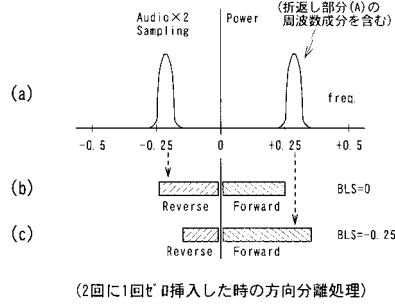 Audio×2
Sampling
Power
(折返し部分(A)の
周波数成分を含む)
(a)
freq.
-0.5
-0.25
0
+0.25
+0.5
(b)
BLS=0
Reverse
Forward
(c)
BLS=-0.25
Reverse
Forward
(2回に1回ゼロ挿入した時の方向分離処理)